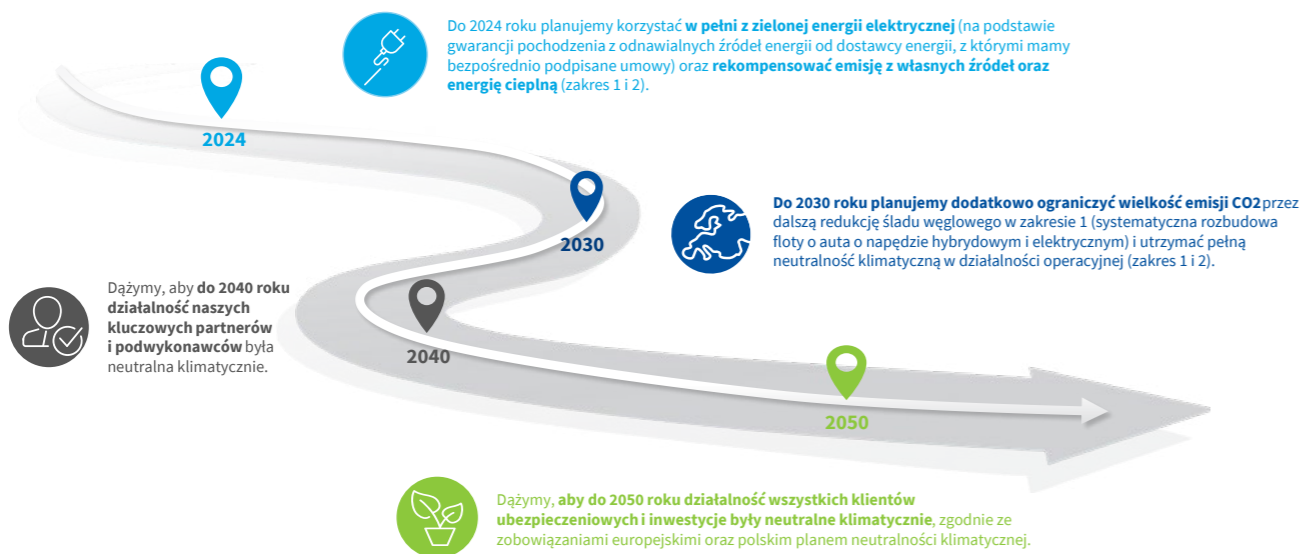 Do 2024 roku planujemy korzystać w pełni z zielonej energii elektrycznej (na podstawie
gwarancji pochodzenia z odnawialnych źródeł energii od dostawcy energii, z którymi mamy
bezpośrednio podpisane umowy) oraz rekompensować emisję z własnych źródeł oraz
energię cieplną (zakres 1 i 2).
2024
Do 2030 roku planujemy dodatkowo ograniczyć wielkość emisji CO2 przez
dalszą redukcję śladu węglowego w zakresie 1 (systematyczna rozbudowa
floty o auta o napędzie hybrydowym i elektrycznym) i utrzymać pełną
neutralność klimatyczną w działalności operacyjnej (zakres 1 i 2).
2030
Dążymy, aby do 2040 roku
działalność naszych
kluczowych partnerów
i podwykonawców była
neutralna klimatycznie.
2040
2050
Dążymy, aby do 2050 roku działalność wszystkich klientów
ubezpieczeniowych i inwestycje były neutralne klimatycznie, zgodnie ze
zobowiązaniami europejskimi oraz polskim planem neutralności klimatycznej.